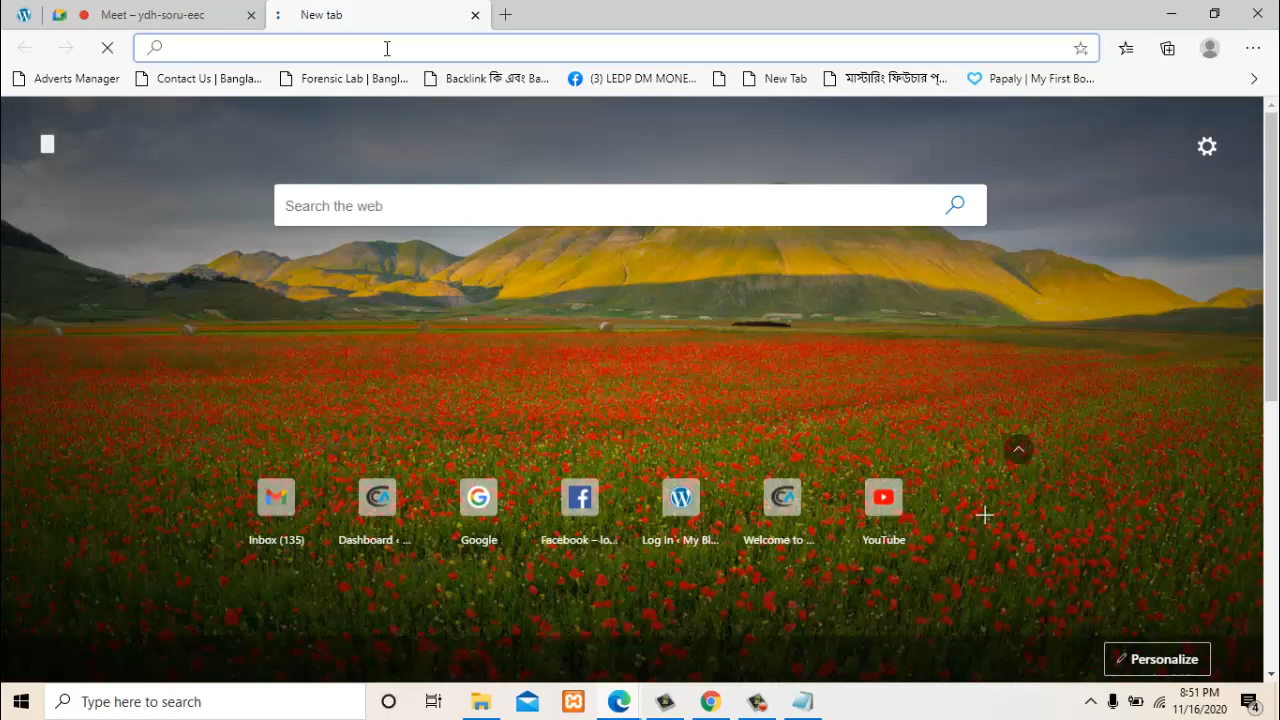 Meet – ydh-soru-eec
New tab
Adverts Manager
Contact Us | Bangla...
Forensic Lab | Bangl...
Backlink কি এবং Ba...
(3) LEDP DM MONE...
New Tab
মাস্টারিং ফিউচার প্...
Papaly | My First Bo...
Search the web
Inbox (135)
Dashboard ‹ ...
Google
Facebook – lo...
Log In ‹ My Bl...
Welcome to ...
YouTube
Personalize
Type here to search
8:51 PM
11/16/2020
4